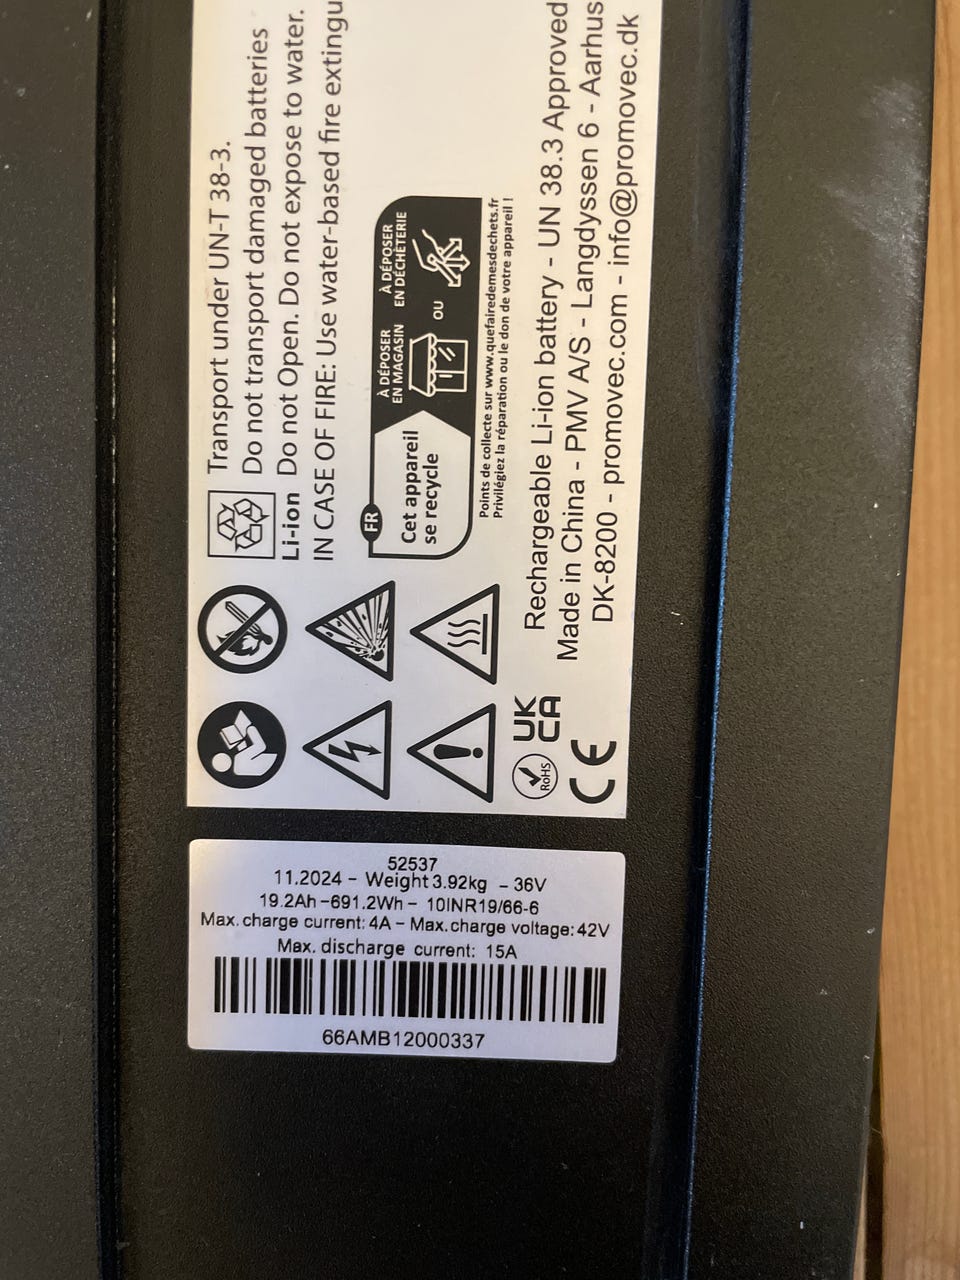 Transport under UN-T 38-3.
Do not transport damaged batteries
Li-ion Do not Open. Do not expose to water.
IN CASE OF FIRE: Use water-based fire extingu
FR
Cet appareil
se recycle
À DÉPOSER
EN MAGASIN
OU
À DÉPOSER
EN DÉCHÈTERIE
Points de collecte sur www.quefairedemesdechets.fr
Privilégiez la réparation ou le don de votre appareil !
RoHS
UK
CA
CE
Rechargeable Li-ion battery - UN 38.3 Approved
Made in China - PMV A/S - Langdyssen 6 - Aarhus
DK-8200 - promovec.com - info@promovec.dk
52537
11.2024 - Weight 3.92kg - 36V
19.2Ah-691.2Wh- 10INR19/66-6
Max. charge current: 4A - Max. charge voltage: 42V
Max. discharge current: 15A
66AMB12000337